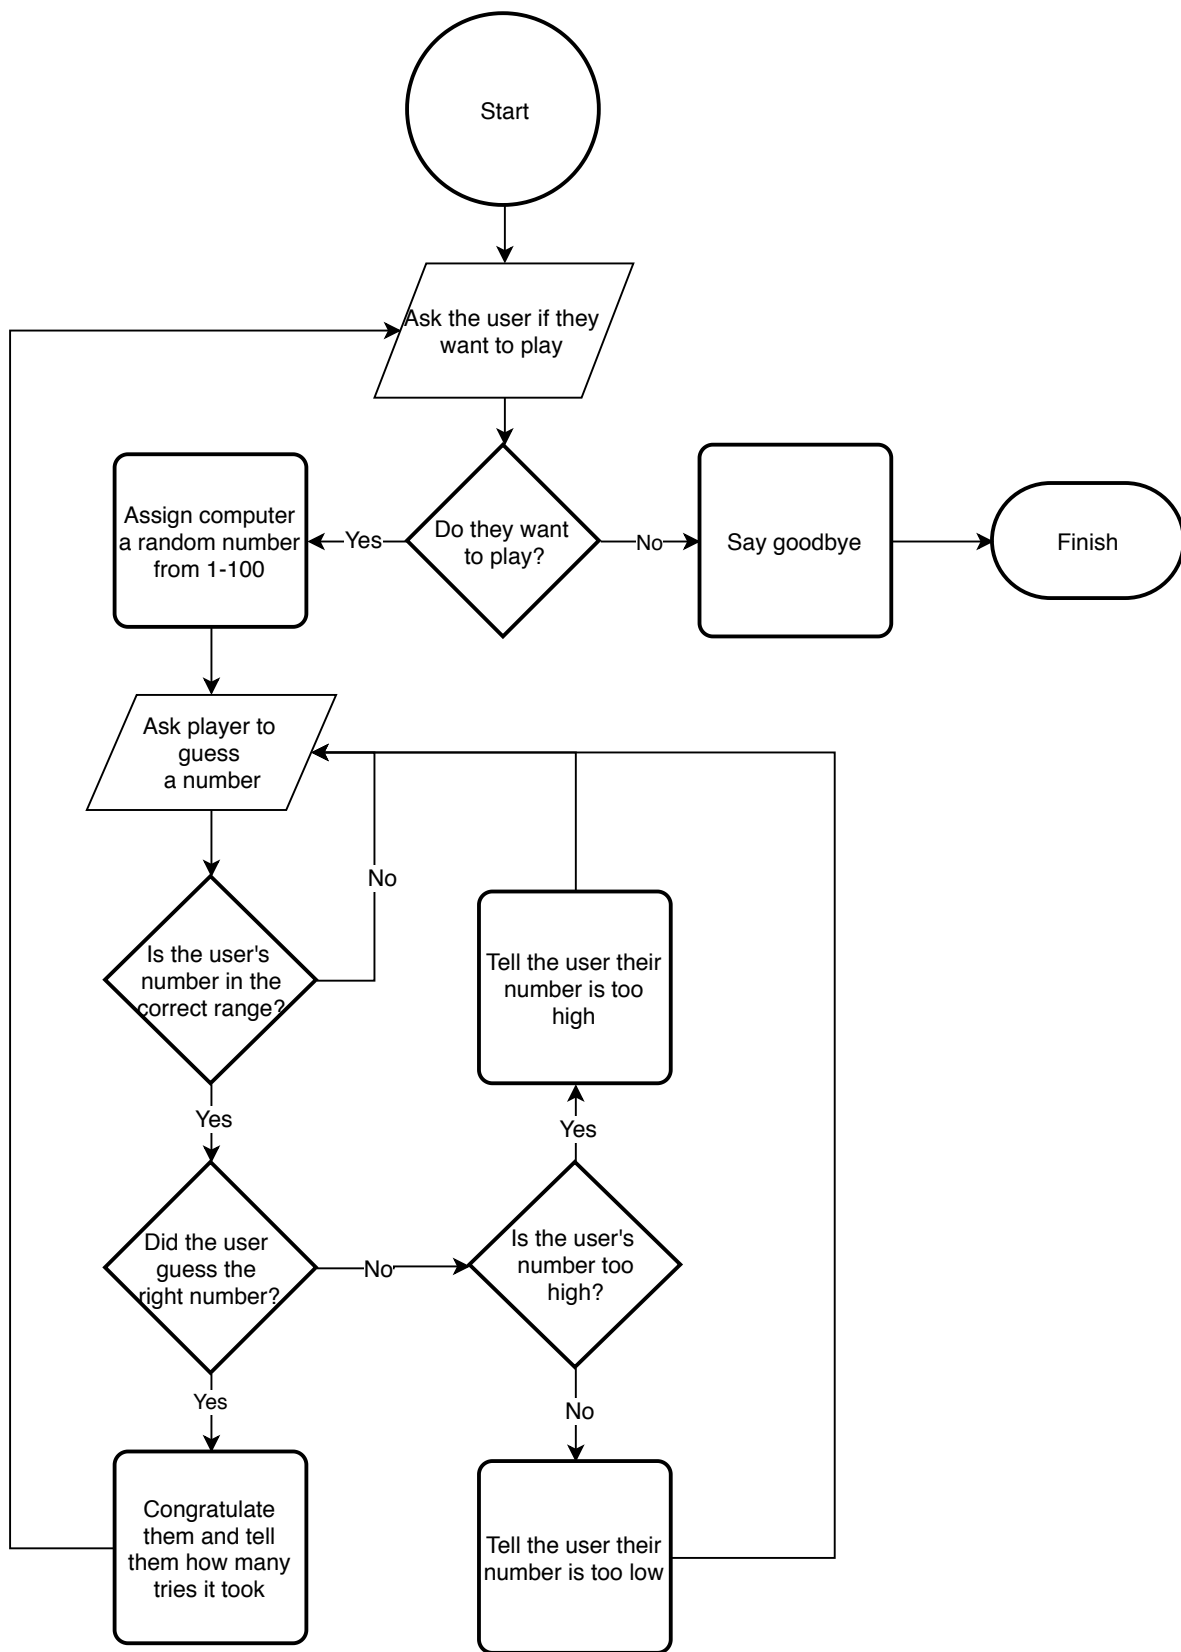 Start
Ask the user if they
want to play
Assign computer
a random number
from 1-100
Yes
Do they want
to play?
No
Say goodbye
Finish
Ask player to
guess
a number
No
Is the user's
number in the
correct range?
Tell the user their
number is too
high
Yes
Yes
Did the user
guess the
right number?
No
Is the user's
number too
high?
Yes
No
Congratulate
them and tell
them how many
tries it took
Tell the user their
number is too low